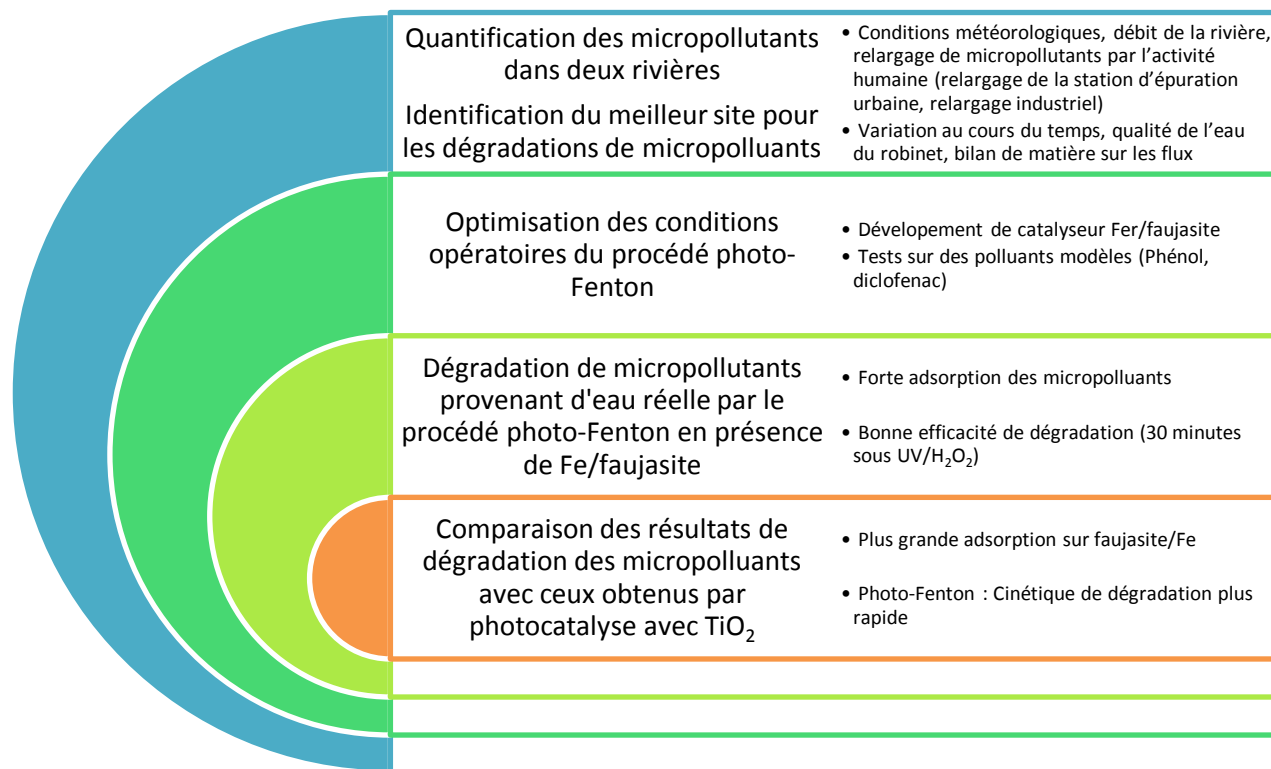 Quantification des micropollutants
dans deux rivières
Identification du meilleur site pour
les dégradations de micropolluants
• Conditions météorologiques, débit de la rivière,
relargage de micropollutants par l'activité
humaine (relargage de la station d'épuration
urbaine, relargage industriel)
• Variation au cours du temps, qualité de l'eau
du robinet, bilan de matière sur les flux
Optimisation des conditions
opératoires du procédé photo-
Fenton
• Dévelopement de catalyseur Fer/faujasite
• Tests sur des polluants modèles (Phénol,
diclofenac)
Dégradation de micropollutants
provenant d'eau réelle par le
procédé photo-Fenton en présence
de Fe/faujasite
• Forte adsorption des micropolluants
• Bonne efficacité de dégradation (30 minutes
sous UV/H₂O₂)
Comparaison des résultats de
dégradation des micropolluants
avec ceux obtenus par
photocatalyse avec TiO₂
• Plus grande adsorption sur faujasite/Fe
• Photo-Fenton : Cinétique de dégradation plus
rapide